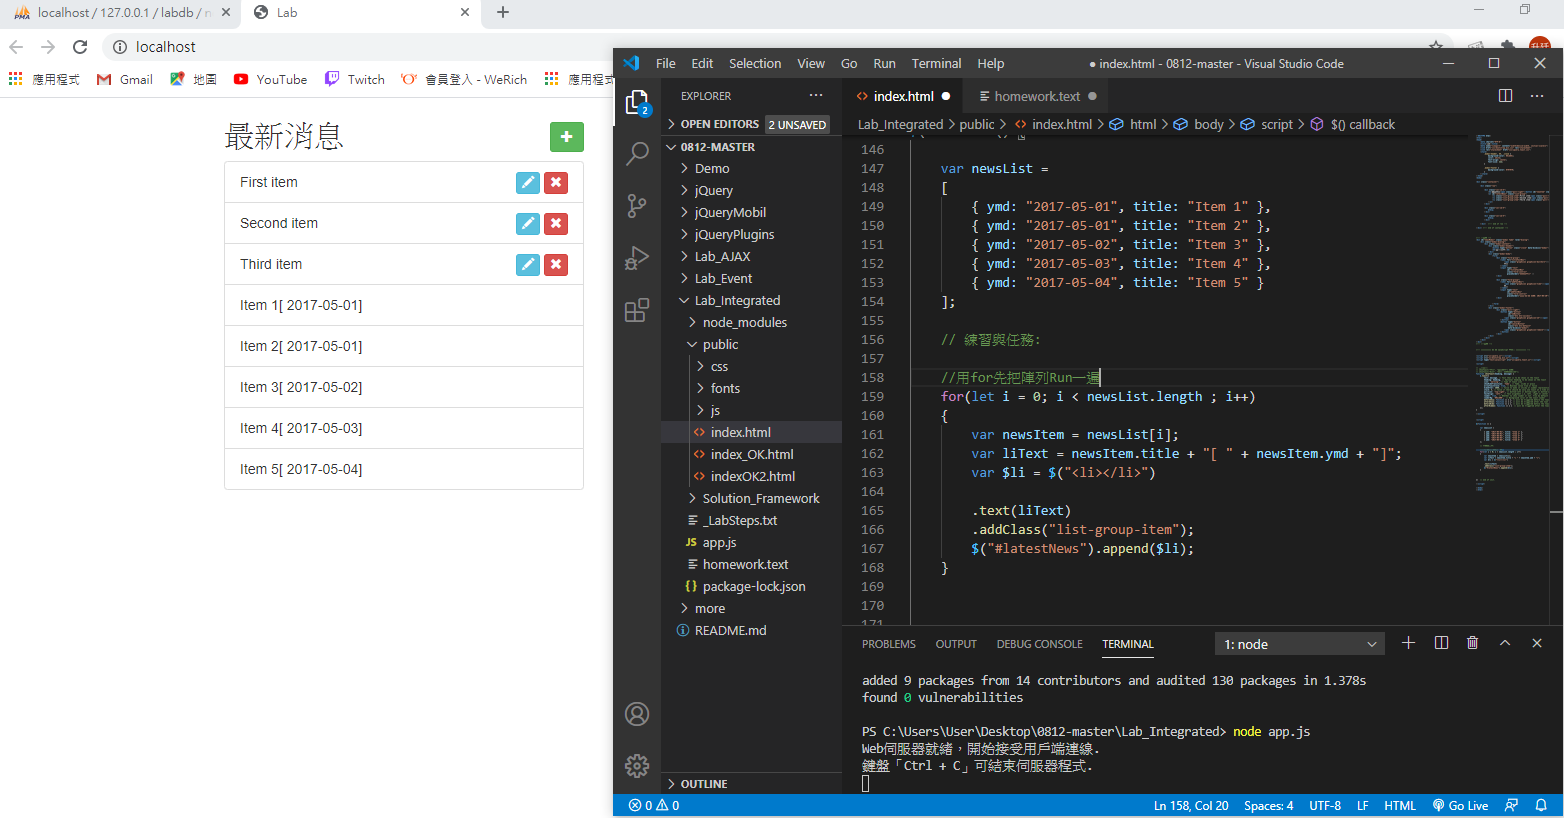 localhost / 127.0.0.1 / labdb / n
Lab
localhost
應用程式
Gmail
地圖
YouTube
Twitch
會員登入 - WeRich
應用程式
最新消息
First item
Second item
Third item
Item 1[ 2017-05-01]
Item 2[ 2017-05-01]
Item 3[ 2017-05-02]
Item 4[ 2017-05-03]
Item 5[ 2017-05-04]
File Edit Selection View Go Run Terminal Help
● index.html - 0812-master - Visual Studio Code
2
EXPLORER
OPEN EDITORS 2 UNSAVED
0812-MASTER
Demo
jQuery
jQueryMobil
jQueryPlugins
Lab_AJAX
Lab_Event
Lab_Integrated
node_modules
public
css
fonts
js
index.html
index_OK.html
indexOK2.html
Solution_Framework
_LabSteps.txt
JS app.js
homework.text
{} package-lock.json
more
README.md
OUTLINE
index.html
homework.text
Lab_Integrated > public > index.html > html > body > script > $() callback
146
147 var newsList =
148 [
149 { ymd: "2017-05-01", title: "Item 1" },
150 { ymd: "2017-05-01", title: "Item 2" },
151 { ymd: "2017-05-02", title: "Item 3" },
152 { ymd: "2017-05-03", title: "Item 4" },
153 { ymd: "2017-05-04", title: "Item 5" }
154 ];
155
156 // 練習與任務:
157
158 //用for先把陣列Run一遍
159 for(let i = 0; i < newsList.length ; i++)
160 {
161 var newsItem = newsList[i];
162 var liText = newsItem.title + "[ " + newsItem.ymd + "]";
163 var $li = $("<li></li>")
164
165 .text(liText)
166 .addClass("list-group-item");
167 $("#latestNews").append($li);
168 }
169
170
171
PROBLEMS OUTPUT DEBUG CONSOLE TERMINAL
1: node
added 9 packages from 14 contributors and audited 130 packages in 1.378s
found 0 vulnerabilities
PS C:\Users\User\Desktop\0812-master\Lab_Integrated> node app.js
Web伺服器就緒，開始接受用戶端連線.
鍵盤「Ctrl + C」可結束伺服器程式.
0 0
Ln 158, Col 20 Spaces: 4 UTF-8 LF HTML Go Live